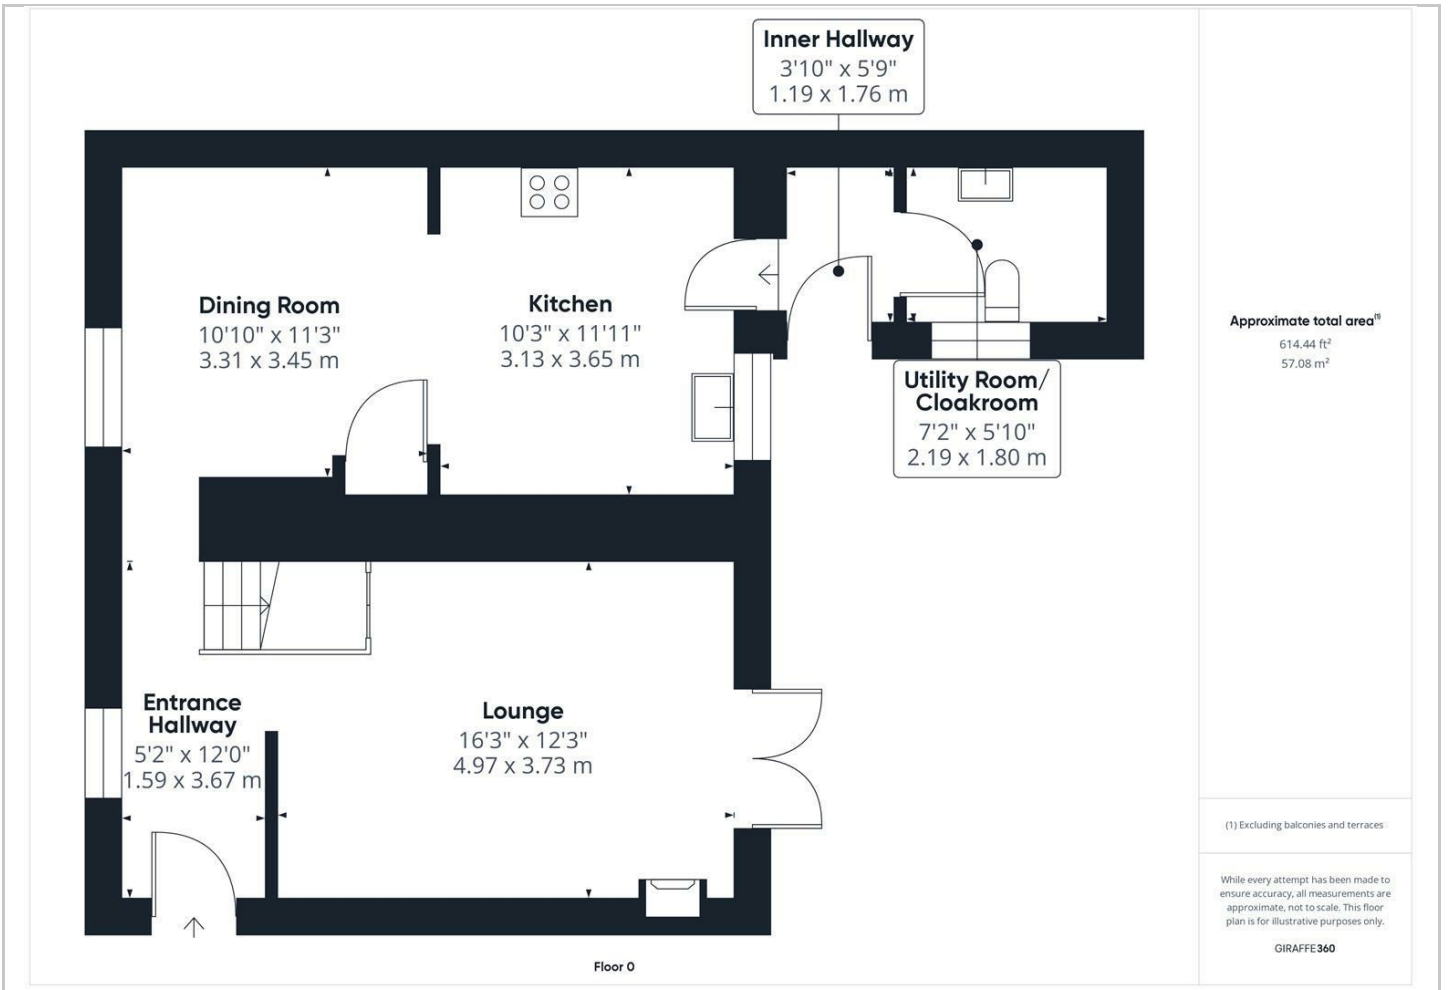 Inner Hallway
3'10" x 5'9"
1.19 x 1.76 m
Dining Room
10'10" x 11'3"
3.31 x 3.45 m
Kitchen
10'3" x 11'11"
3.13 x 3.65 m
Utility Room/
Cloakroom
7'2" x 5'10"
2.19 x 1.80 m
Entrance
Hallway
5'2" x 12'0"
1.59 x 3.67 m
Lounge
16'3" x 12'3"
4.97 x 3.73 m
Floor 0
Approximate total area(1)
614.44 ft²
57.08 m²
(1) Excluding balconies and terraces
While every attempt has been made to
ensure accuracy, all measurements are
approximate, not to scale. This floor
plan is for illustrative purposes only.
GIRAFFE360